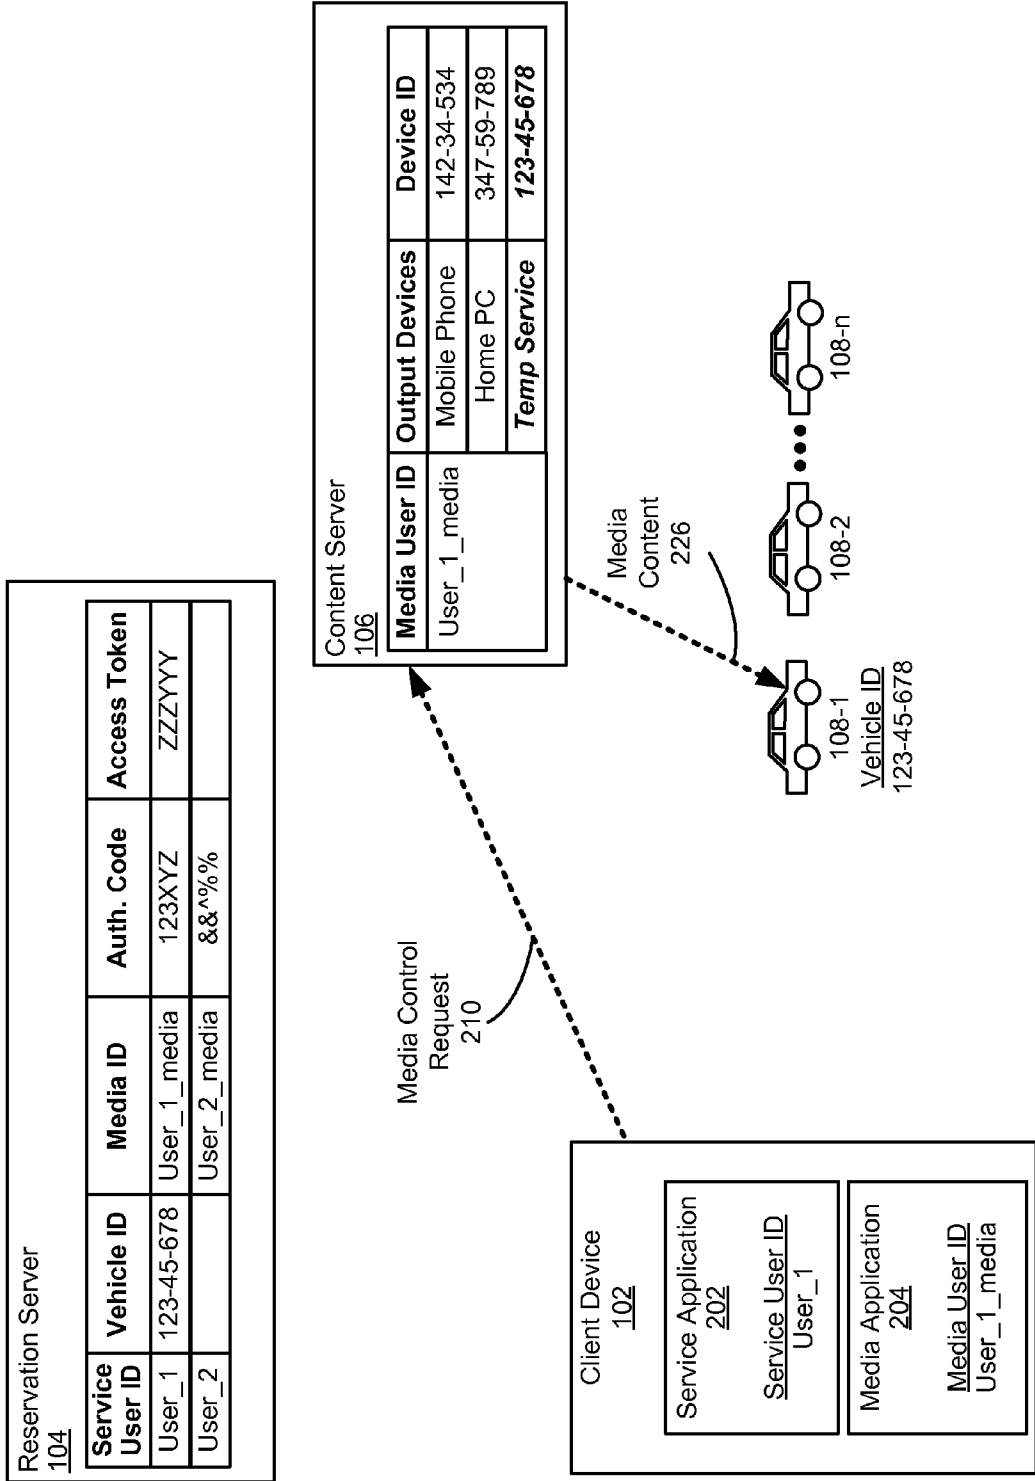 Reservation Server
104
Service User ID Vehicle ID Media ID Auth. Code Access Token
User_1 123-45-678 User_1_media 123XYZ ZZZYYY
User_2 User_2_media &&^%%
Content Server
106
Media User ID Output Devices Device ID
User_1_media Mobile Phone 142-34-534
Home PC 347-59-789
Temp Service 123-45-678
Media Control
Request
210
Media
Content
226
Client Device
102
Service Application
202
Service User ID
User_1
Media Application
204
Media User ID
User_1_media
108-1
Vehicle ID
123-45-678
108-2
108-n